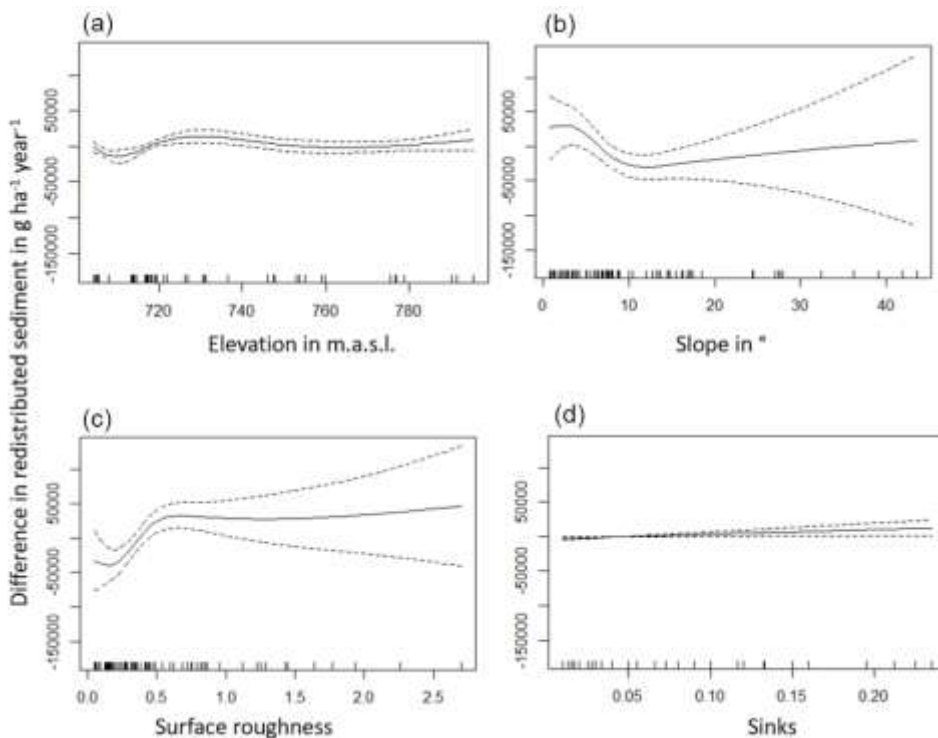 Difference in redistributed sediment in g ha⁻¹ year⁻¹
(a)
50000
-50000
-150000
720 740 760 780
Elevation in m.a.s.l.
(b)
50000
-50000
-150000
0 10 20 30 40
Slope in °
(c)
50000
-50000
-150000
0.0 0.5 1.0 1.5 2.0 2.5
Surface roughness
(d)
50000
-50000
-150000
0.05 0.10 0.15 0.20
Sinks